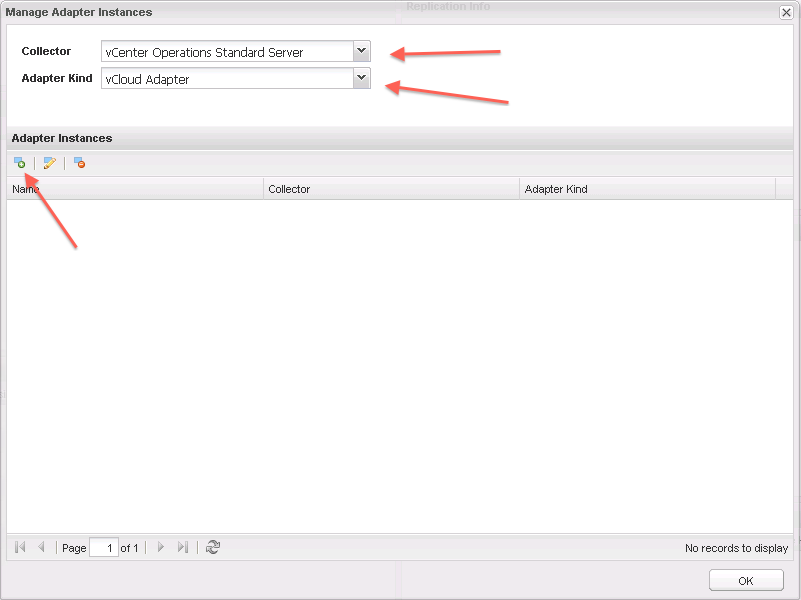 Replication Info
Manage Adapter Instances
Collector vCenter Operations Standard Server
Adapter Kind vCloud Adapter
Adapter Instances
Name Collector Adapter Kind
Page 1 of 1 No records to display
OK